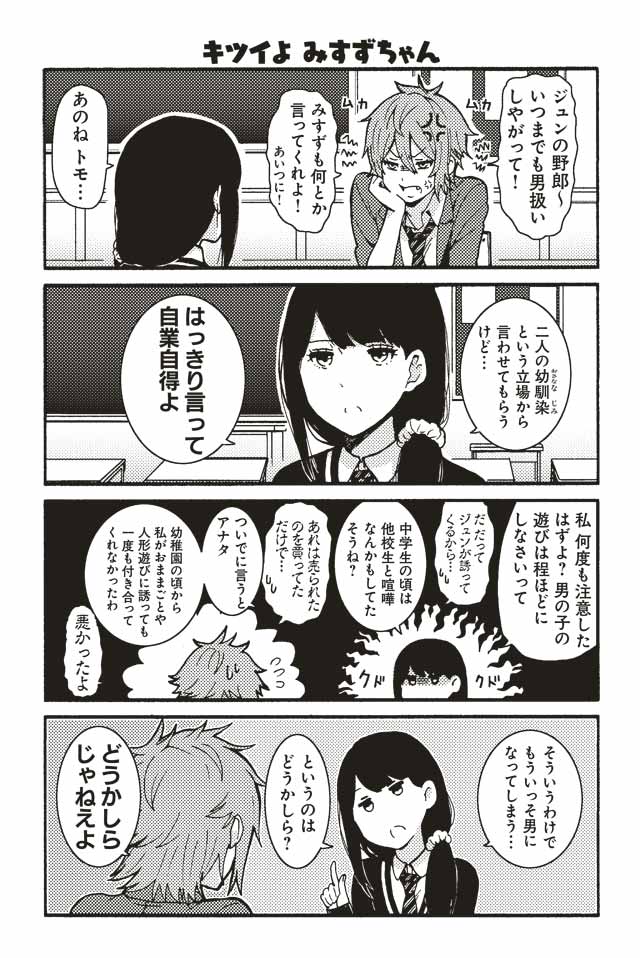 キツイよ みすずちゃん
ジュンの野郎～
いつまでも男扱い
しやがって！
ムカ
ムカ
みすずも何とか
言ってくれよ！
あいつに！
あのね トモ…
二人の幼馴染
おさななじみ
という立場から
言わせてもらう
けど…
はっきり言って
自業自得よ
私 何度も注意した
はずよ？ 男の子の
遊びは程ほどに
しなさいって
だ だって
ジュンが誘って
くるから…
中学生の頃は
他校生と喧嘩
なんかもしてた
そうね？
あれは売られた
のを買ってた
だけで…
ついでに言うと
アナタ
幼稚園の頃から
私がおままごとや
人形遊びに誘っても
一度も付き合って
くれなかったわ
悪かったよ
クド
クド
そういうわけで
もういっそ男に
なってしまう…
というのは
どうかしら？
どうかしら
じゃねえよ